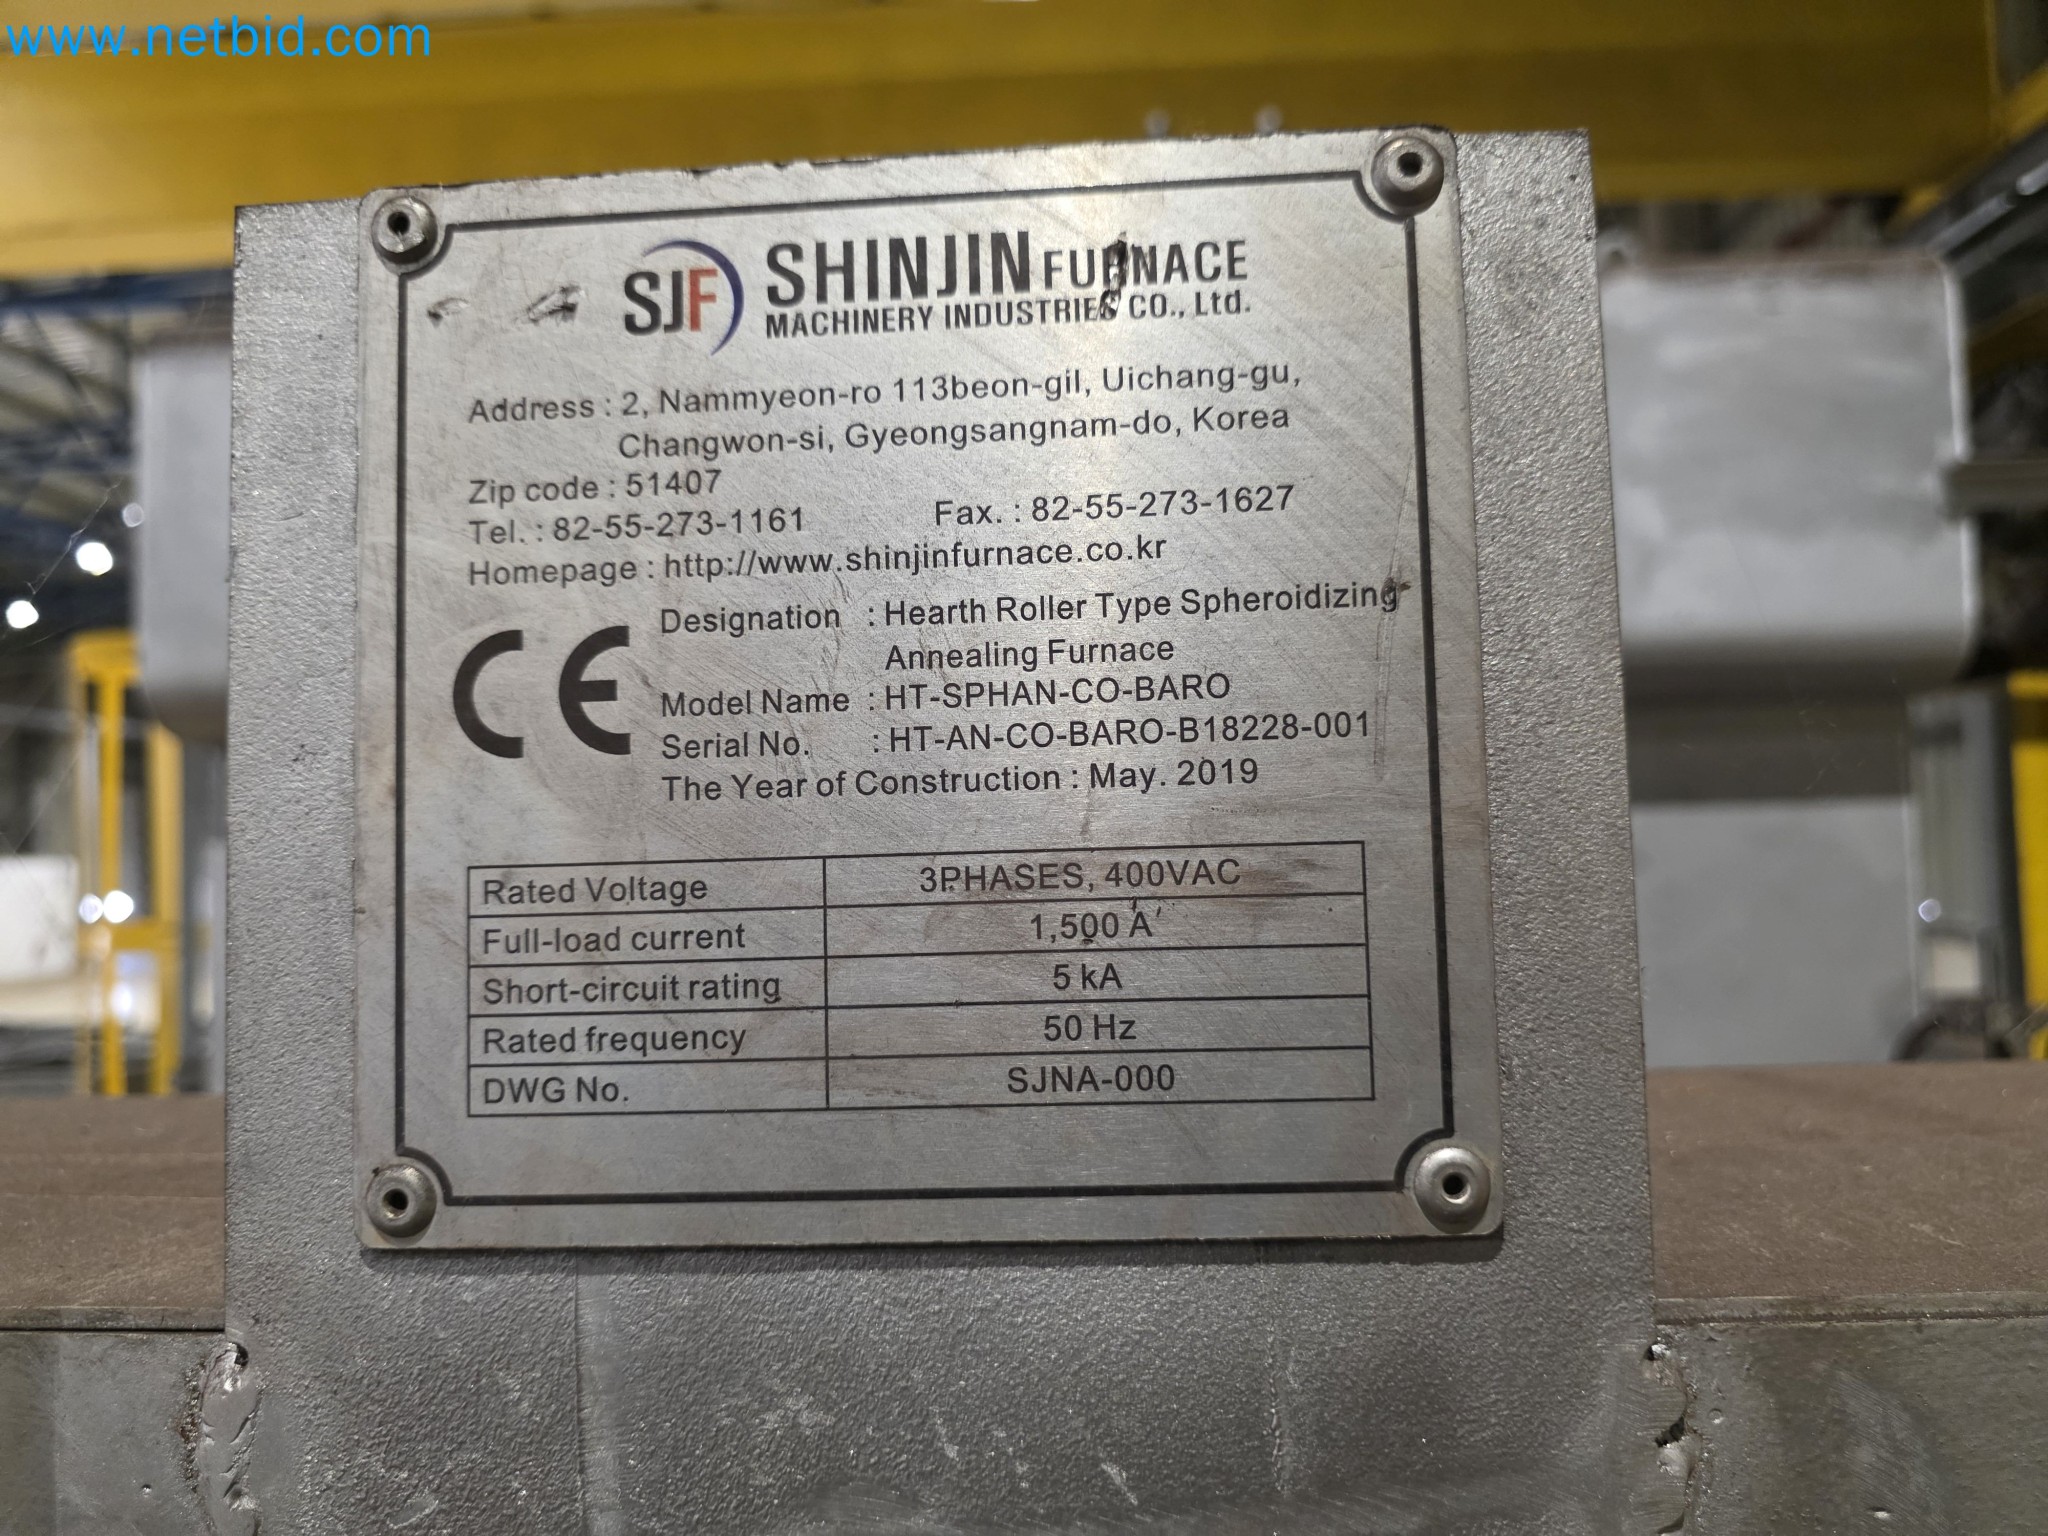 www.netbid.com
SJF SHINJIN FURNACE
MACHINERY INDUSTRIES CO., Ltd.
Address : 2, Nammyeon-ro 113beon-gil, Uichang-gu,
Changwon-si, Gyeongsangnam-do, Korea
Zip code : 51407
Tel. : 82-55-273-1161 Fax. : 82-55-273-1627
Homepage : http://www.shinjinfurnace.co.kr
CE
Designation : Hearth Roller Type Spheroidizing
Annealing Furnace
Model Name : HT-SPHAN-CO-BARO
Serial No. : HT-AN-CO-BARO-B18228-001
The Year of Construction : May. 2019
Rated Voltage 3PHASES, 400VAC
Full-load current 1,500 A
Short-circuit rating 5 kA
Rated frequency 50 Hz
DWG No. SJNA-000